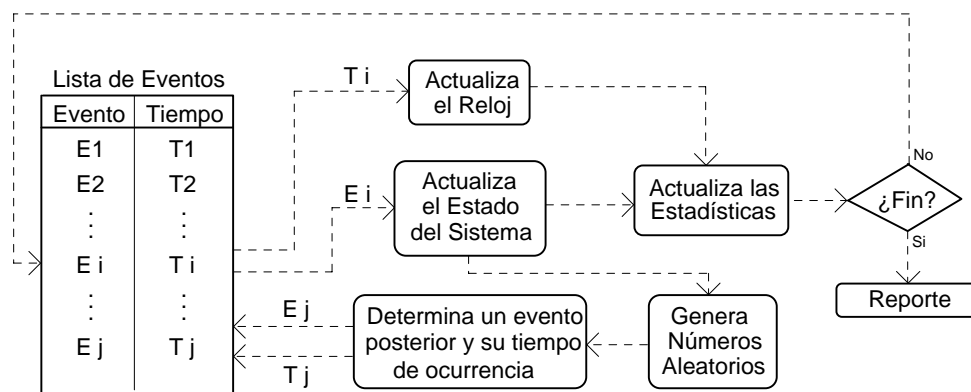 Lista de Eventos
Evento Tiempo
E1 T1
E2 T2
E i T i
E j T j
T i
Actualiza
el Reloj
E i
Actualiza
el Estado
del Sistema
Actualiza las
Estadísticas
¿Fin?
No
Si
Reporte
Genera
Números
Aleatorios
Determina un evento
posterior y su tiempo
de ocurrencia
E j
T j